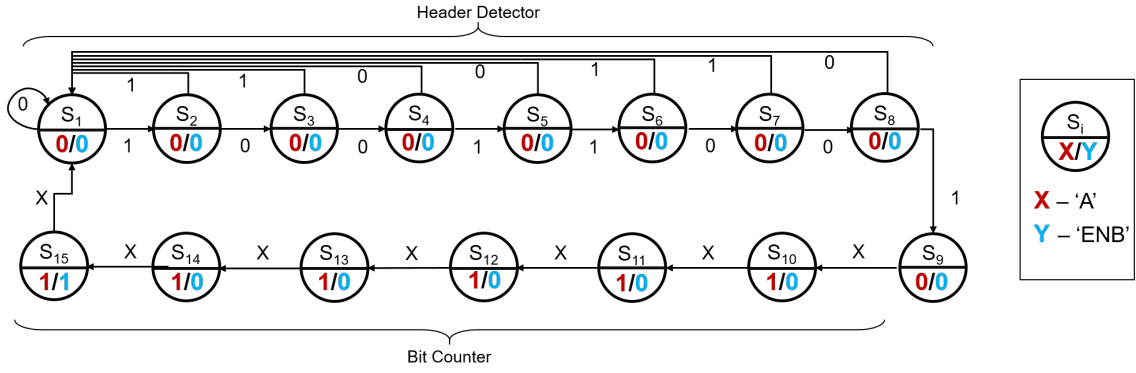 Header Detector
1 1 0 0 1 1 0
0
S1 S2 S3 S4 S5 S6 S7 S8
0/0 0/0 0/0 0/0 0/0 0/0 0/0 0/0
1 0 0 1 1 0 0
1
X
S15 X S14 X S13 X S12 X S11 X S10 X S9
1/1 1/0 1/0 1/0 1/0 1/0 0/0
Bit Counter
Si
X/Y
X – 'A'
Y – 'ENB'